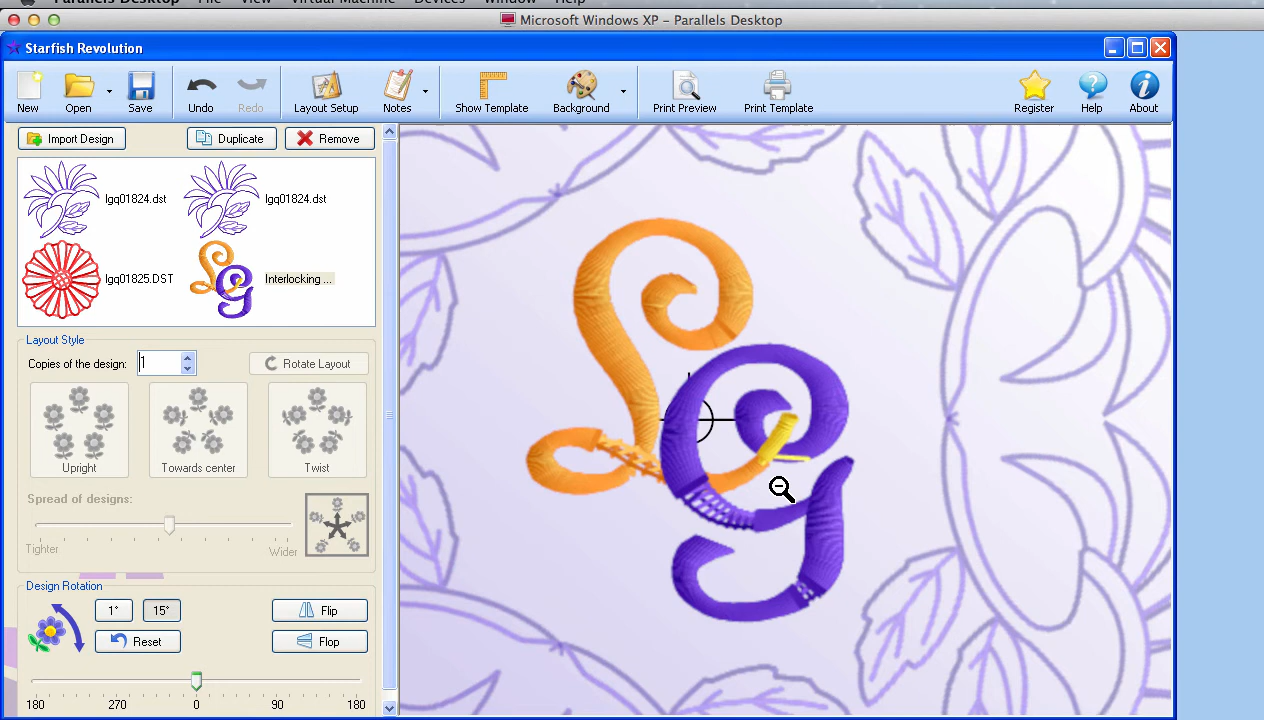 Parallels Desktop File View Virtual Machine Devices Window Help
Microsoft Windows XP – Parallels Desktop
Starfish Revolution
New Open Save Undo Redo Layout Setup Notes Show Template Background Print Preview Print Template Register Help About
Import Design Duplicate Remove
lgq01824.dst lgq01824.dst
lgq01825.DST Interlocking ...
Layout Style
Copies of the design: 1 Rotate Layout
Upright Towards center Twist
Spread of designs:
Tighter Wider
Design Rotation
1° 15° Flip
Reset Flop
180 270 0 90 180
LG